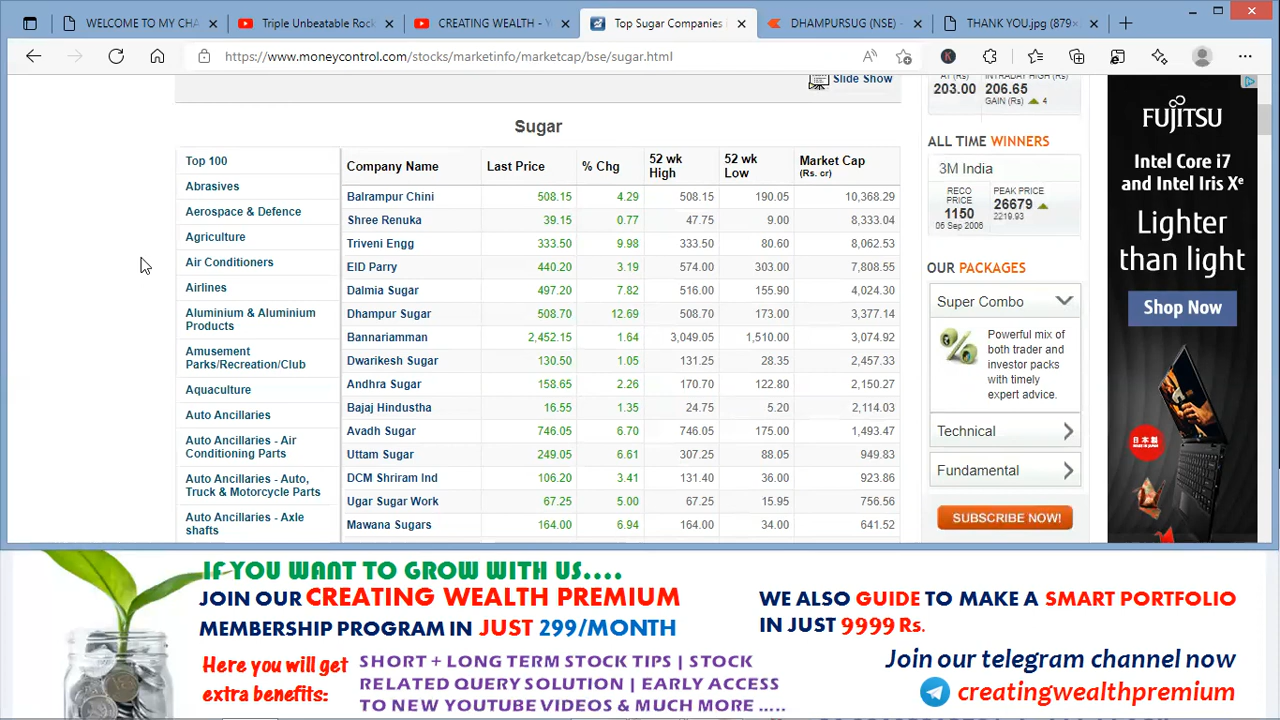 WELCOME TO MY CHA
Triple Unbeatable Rock
CREATING WEALTH - Y
Top Sugar Companies i
DHAMPURSUG (NSE) -
THANK YOU.jpg (879×
https://www.moneycontrol.com/stocks/marketinfo/marketcap/bse/sugar.html
Slide Show
AT (Rs) INTRADAY HIGH (Rs)
203.00 206.65
GAIN (Rs) 4
Sugar
Top 100
Abrasives
Aerospace & Defence
Agriculture
Air Conditioners
Airlines
Aluminium & Aluminium
Products
Amusement
Parks/Recreation/Club
Aquaculture
Auto Ancillaries
Auto Ancillaries - Air
Conditioning Parts
Auto Ancillaries - Auto,
Truck & Motorcycle Parts
Auto Ancillaries - Axle
shafts
Company Name Last Price % Chg 52 wk High 52 wk Low Market Cap (Rs. cr)
Balrampur Chini 508.15 4.29 508.15 190.05 10,368.29
Shree Renuka 39.15 0.77 47.75 9.00 8,333.04
Triveni Engg 333.50 9.98 333.50 80.60 8,062.53
EID Parry 440.20 3.19 574.00 303.00 7,808.55
Dalmia Sugar 497.20 7.82 516.00 155.90 4,024.30
Dhampur Sugar 508.70 12.69 508.70 173.00 3,377.14
Bannariamman 2,452.15 1.64 3,049.05 1,510.00 3,074.92
Dwarikesh Sugar 130.50 1.05 131.25 28.35 2,457.33
Andhra Sugar 158.65 2.26 170.70 122.80 2,150.27
Bajaj Hindustha 16.55 1.35 24.75 5.20 2,114.03
Avadh Sugar 746.05 6.70 746.05 175.00 1,493.47
Uttam Sugar 249.05 6.61 307.25 88.05 949.83
DCM Shriram Ind 106.20 3.41 131.40 36.00 923.86
Ugar Sugar Work 67.25 5.00 67.25 15.95 756.56
Mawana Sugars 164.00 6.94 164.00 34.00 641.52
ALL TIME WINNERS
3M India
RECO PRICE 1150 06 Sep 2006
PEAK PRICE 26679 2219.93
OUR PACKAGES
Super Combo
Powerful mix of
both trader and
investor packs
with timely
expert advice.
Technical
Fundamental
SUBSCRIBE NOW!
FUJITSU
Intel Core i7
and Intel Iris Xe
Lighter
than light
Shop Now
日本製
IF YOU WANT TO GROW WITH US....
JOIN OUR CREATING WEALTH PREMIUM
MEMBERSHIP PROGRAM IN JUST 299/MONTH
Here you will get
extra benefits:
SHORT + LONG TERM STOCK TIPS | STOCK
RELATED QUERY SOLUTION | EARLY ACCESS
TO NEW YOUTUBE VIDEOS & MUCH MORE .....
WE ALSO GUIDE TO MAKE A SMART PORTFOLIO
IN JUST 9999 Rs.
Join our telegram channel now
creatingwealthpremium